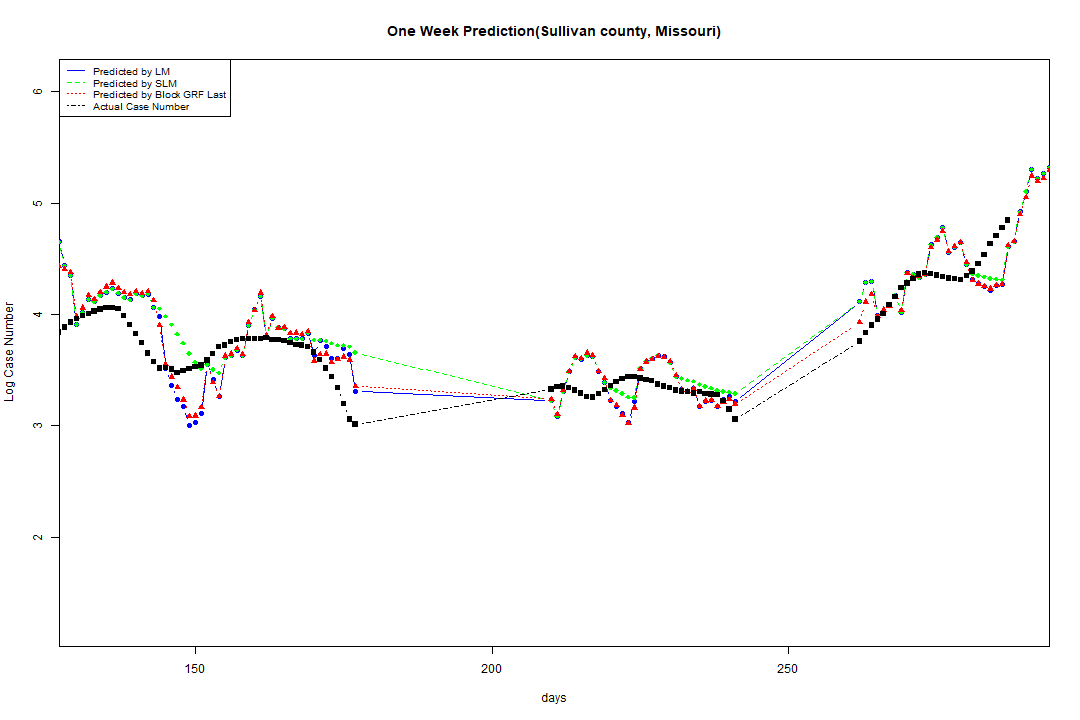 One Week Prediction(Sullivan county, Missouri)
Predicted by LM
Predicted by SLM
Predicted by Block GRF Last
Actual Case Number
6
5
4
3
2
Log Case Number
150
200
250
days